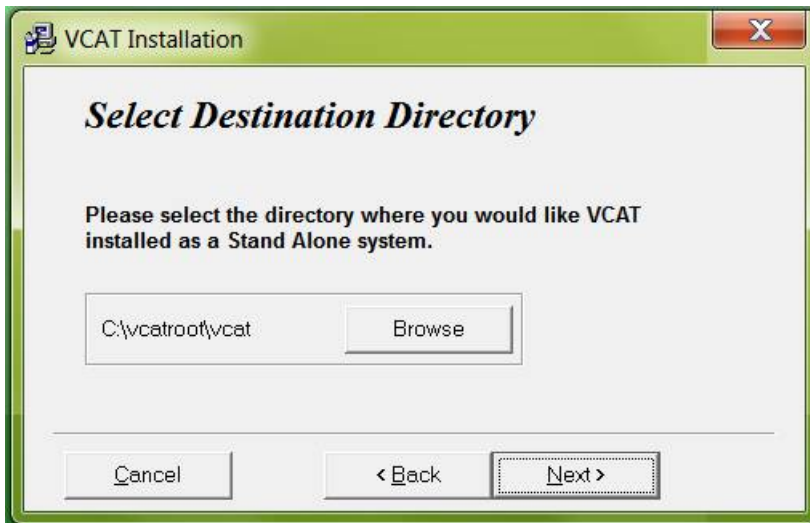 VCAT Installation
X
Select Destination Directory
Please select the directory where you would like VCAT
installed as a Stand Alone system.
C:\vcatroot\vcat
Browse
Cancel
< Back
Next >